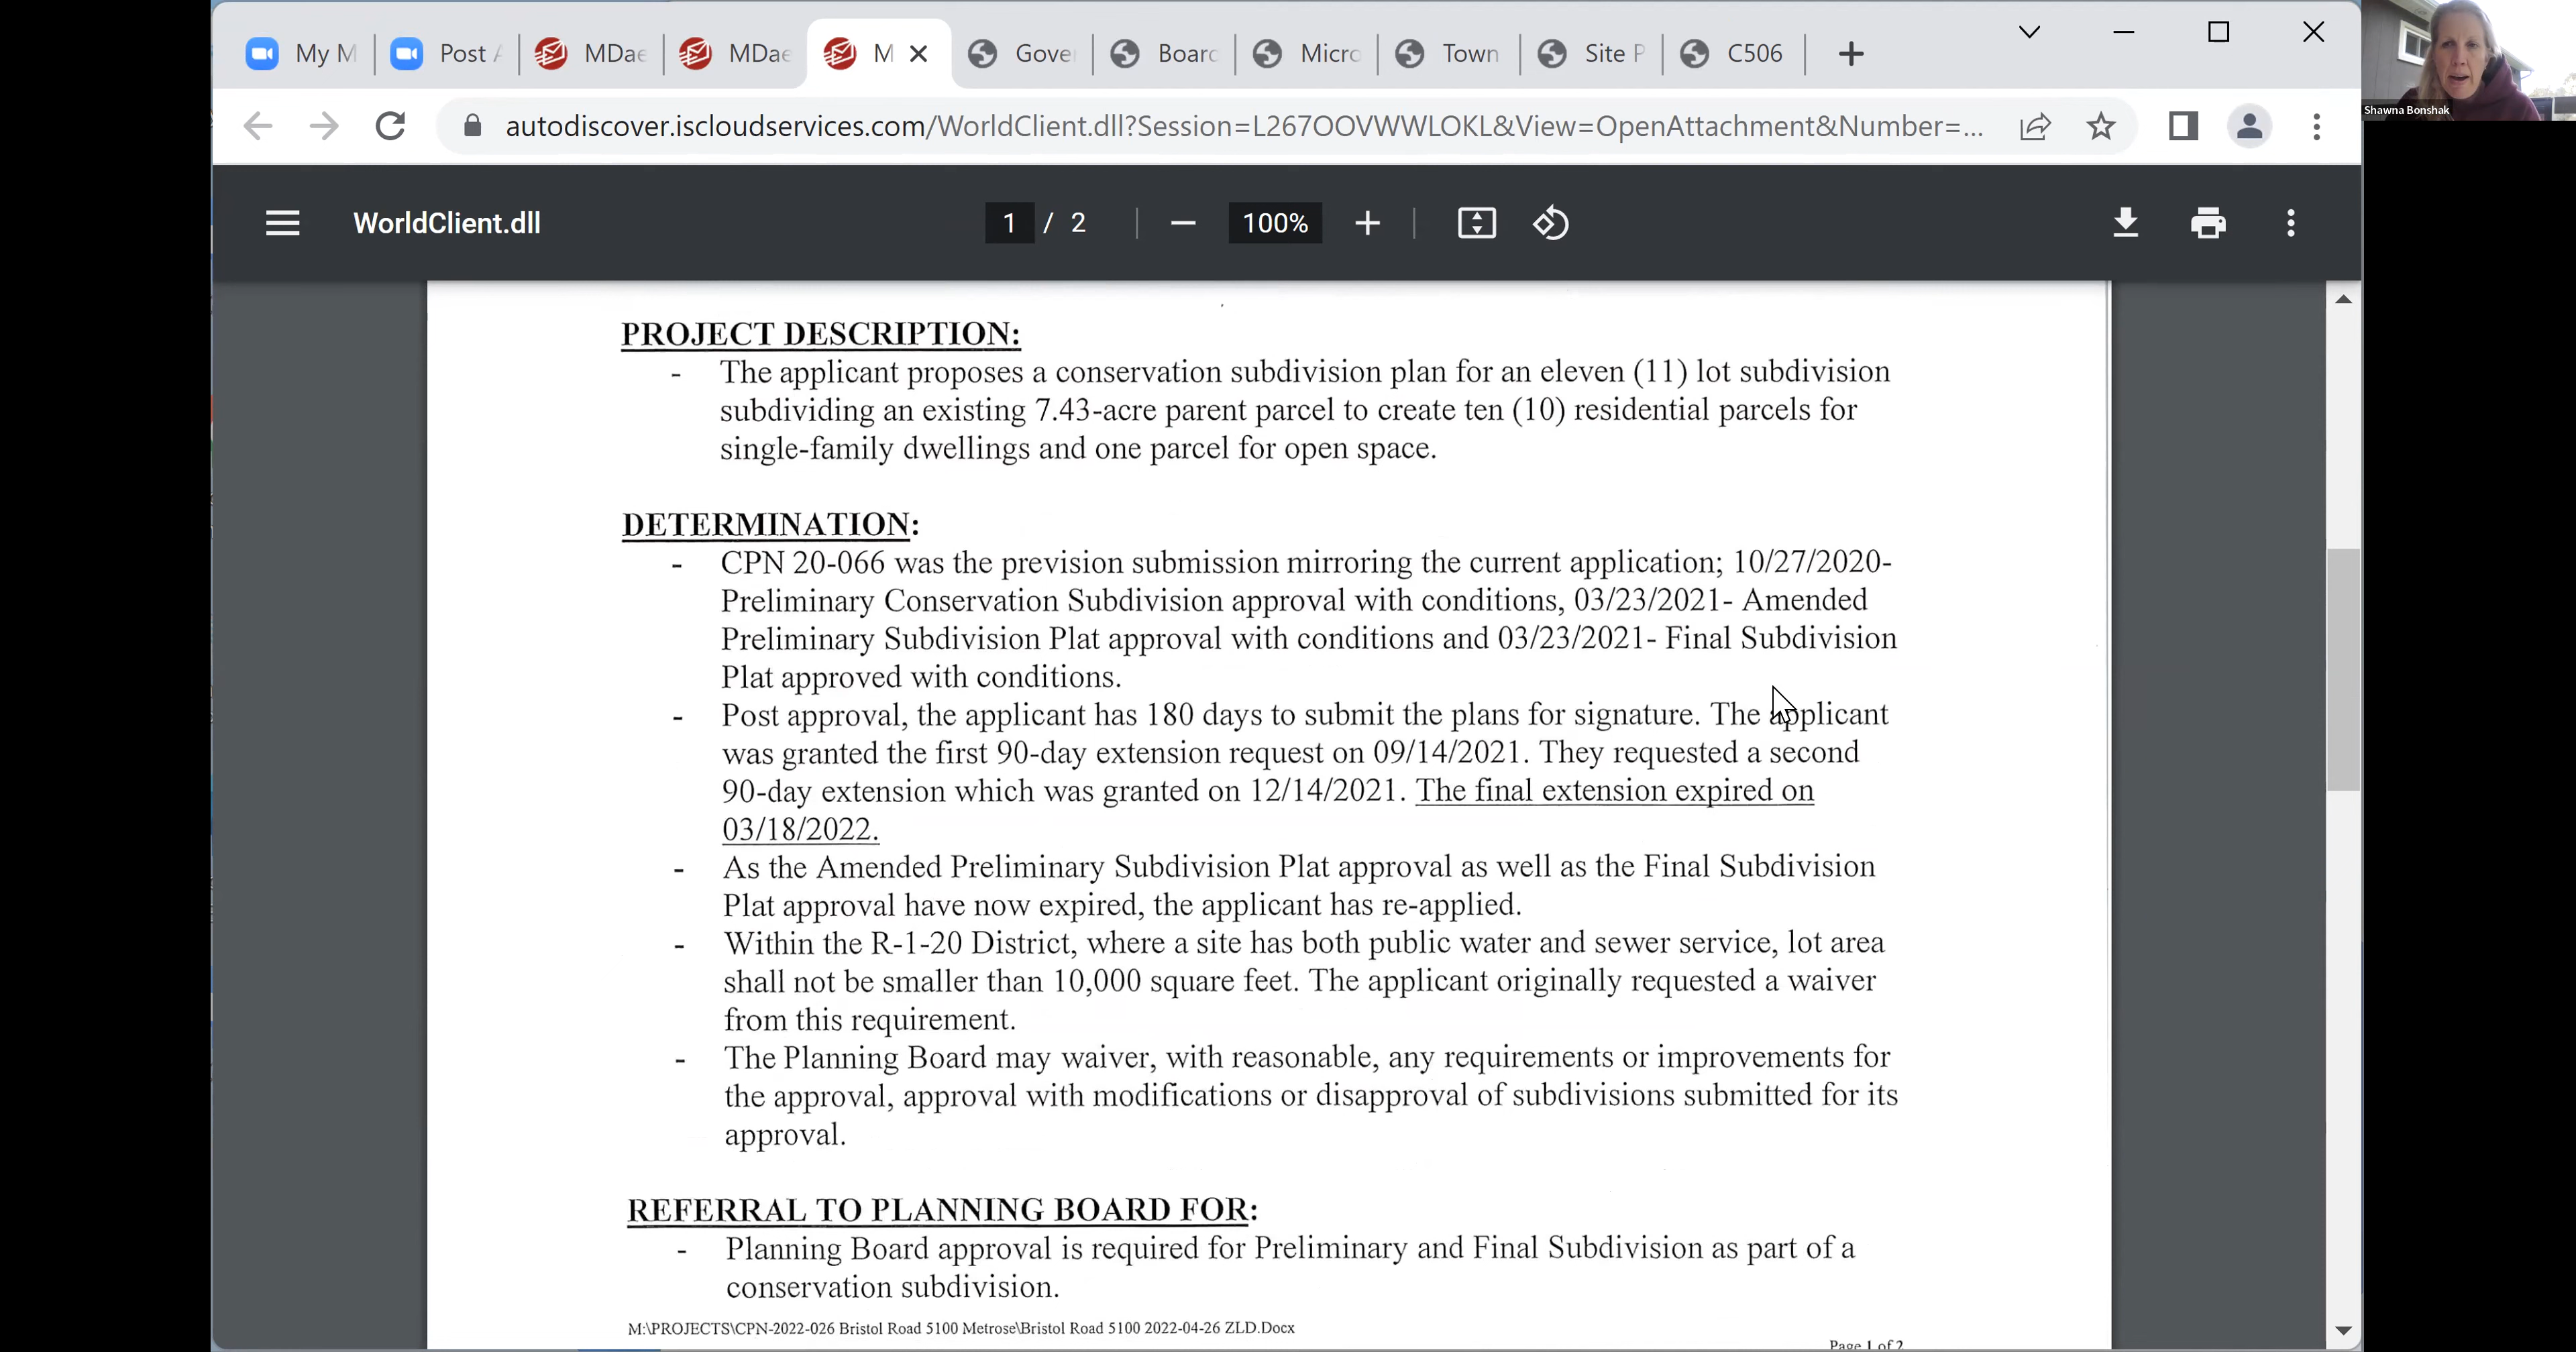 My M
Post A
MDae
MDae
M
Gove
Board
Micro
Town
Site P
C506
autodiscover.iscloudservices.com/WorldClient.dll?Session=L267OOVWWLOKL&View=OpenAttachment&Number=...
Shawna Bonshak
WorldClient.dll
1 / 2
100%
PROJECT DESCRIPTION:
- The applicant proposes a conservation subdivision plan for an eleven (11) lot subdivision
subdividing an existing 7.43-acre parent parcel to create ten (10) residential parcels for
single-family dwellings and one parcel for open space.
DETERMINATION:
- CPN 20-066 was the prevision submission mirroring the current application; 10/27/2020-
Preliminary Conservation Subdivision approval with conditions, 03/23/2021- Amended
Preliminary Subdivision Plat approval with conditions and 03/23/2021- Final Subdivision
Plat approved with conditions.
- Post approval, the applicant has 180 days to submit the plans for signature. The applicant
was granted the first 90-day extension request on 09/14/2021. They requested a second
90-day extension which was granted on 12/14/2021. The final extension expired on
03/18/2022.
- As the Amended Preliminary Subdivision Plat approval as well as the Final Subdivision
Plat approval have now expired, the applicant has re-applied.
- Within the R-1-20 District, where a site has both public water and sewer service, lot area
shall not be smaller than 10,000 square feet. The applicant originally requested a waiver
from this requirement.
- The Planning Board may waiver, with reasonable, any requirements or improvements for
the approval, approval with modifications or disapproval of subdivisions submitted for its
approval.
REFERRAL TO PLANNING BOARD FOR:
- Planning Board approval is required for Preliminary and Final Subdivision as part of a
conservation subdivision.
M:\PROJECTS\CPN-2022-026 Bristol Road 5100 Metrose\Bristol Road 5100 2022-04-26 ZLD.Docx
Page 1 of 2